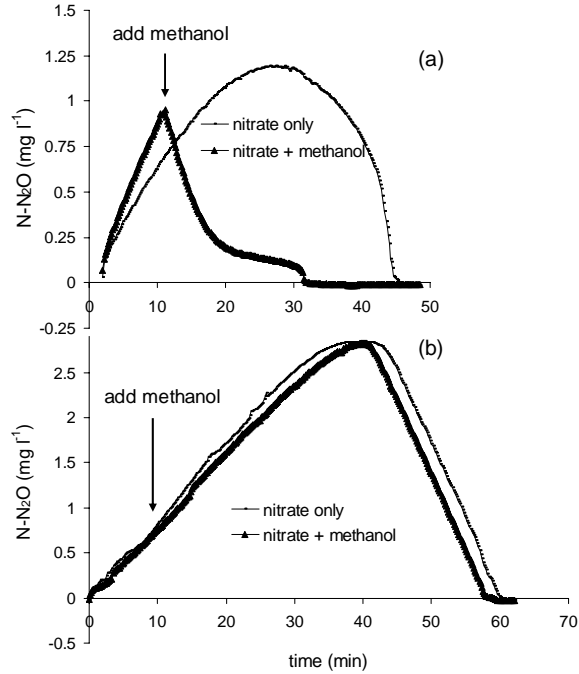 1.5
add methanol
(a)
1.25
1
N-N₂O (mg l⁻¹)
nitrate only
0.75
nitrate + methanol
0.5
0.25
0
0 10 20 30 40 50
-0.25
(b)
2.5
add methanol
2
N-N₂O (mg l⁻¹)
1.5
nitrate only
1
nitrate + methanol
0.5
0
0 10 20 30 40 50 60 70
-0.5
time (min)